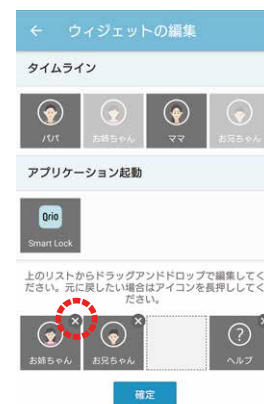 ← ウィジェットの編集
タイムライン
パパ お姉ちゃん ママ お兄ちゃん
アプリケーション起動
Qrio
Smart Lock
上のリストからドラッグアンドドロップで編集してく
ださい。元に戻したい場合はアイコンを長押ししてく
ださい。
お姉ちゃん お兄ちゃん ヘルプ
確定